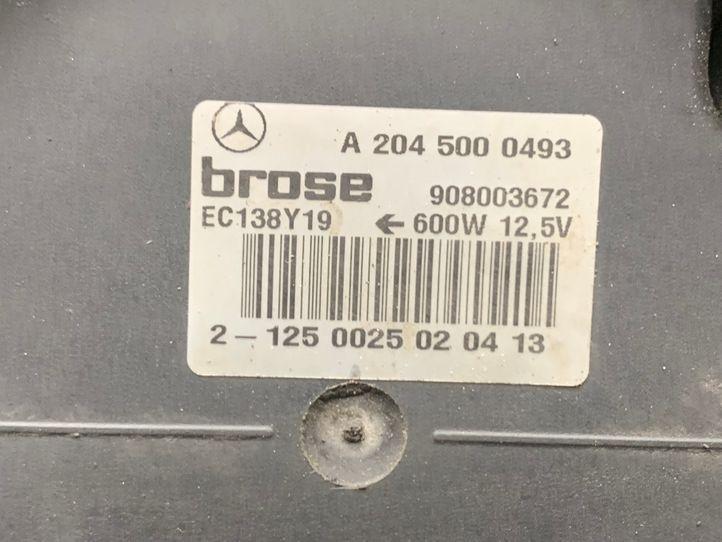 A 204 500 0493
brose 908003672
EC138Y19 ← 600W 12,5V
2-125 0025 02 04 13